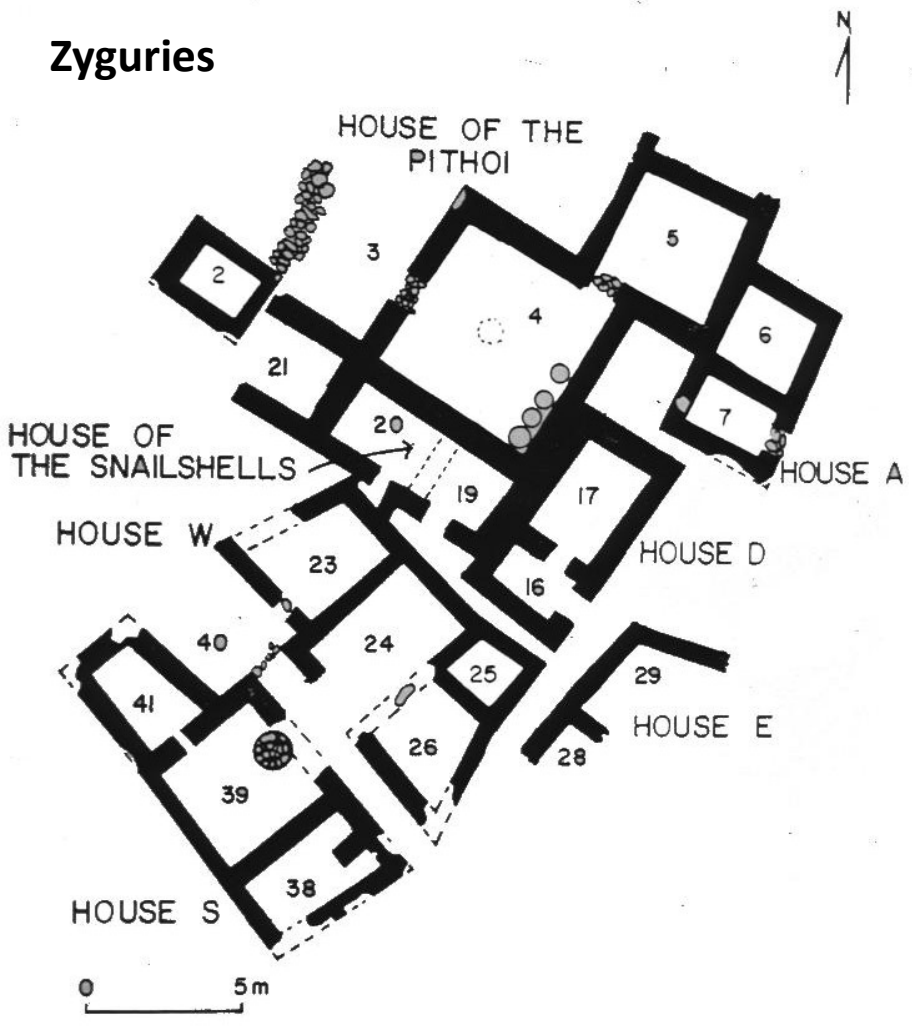 Zyguries
N
HOUSE OF THE
PITHOI
5
3
2
4
6
21
7
20
HOUSE OF
THE SNAILSHELLS
HOUSE A
19
17
HOUSE W
HOUSE D
23
16
40
24
25
29
41
26
HOUSE E
28
39
38
HOUSE S
0 5m